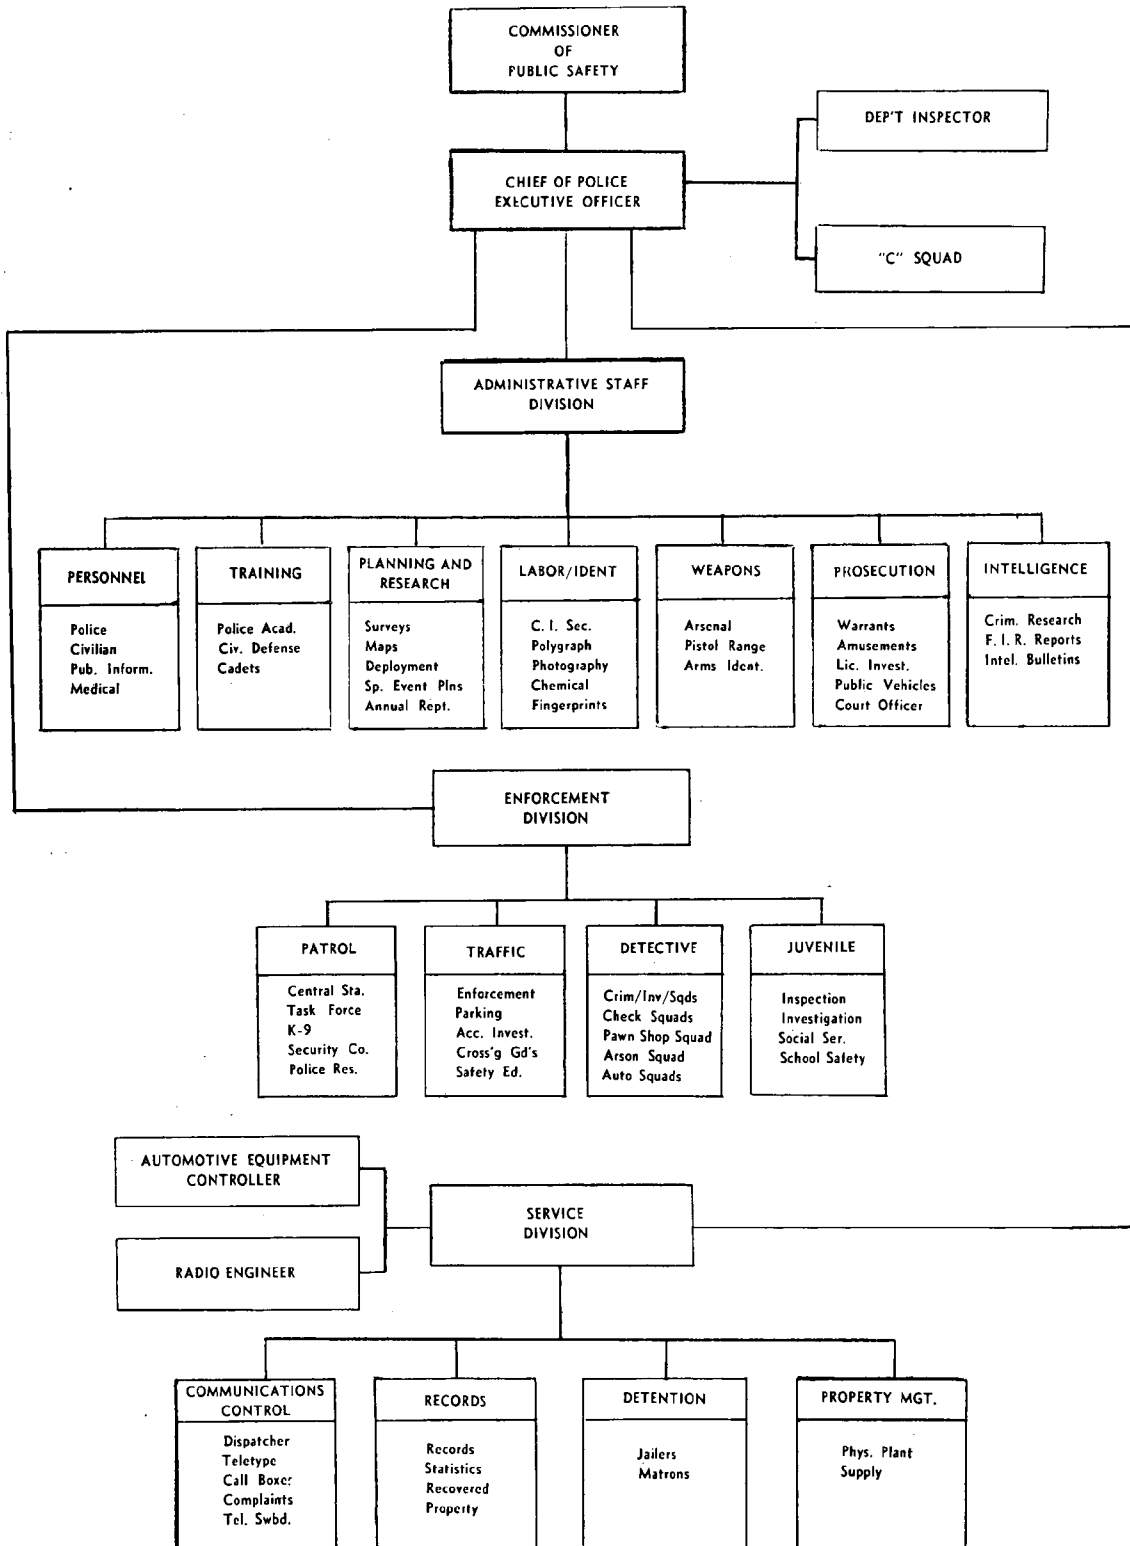 COMMISSIONER
OF
PUBLIC SAFETY
DEP'T INSPECTOR
CHIEF OF POLICE
EXECUTIVE OFFICER
"C" SQUAD
ADMINISTRATIVE STAFF
DIVISION
PERSONNEL
Police
Civilian
Pub. Inform.
Medical
TRAINING
Police Acad.
Civ. Defense
Cadets
PLANNING AND
RESEARCH
Surveys
Maps
Deployment
Sp. Event Plns
Annual Rept.
LABOR/IDENT
C. I. Sec.
Polygraph
Photography
Chemical
Fingerprints
WEAPONS
Arsenal
Pistol Range
Arms Ident.
PROSECUTION
Warrants
Amusements
Lic. Invest.
Public Vehicles
Court Officer
INTELLIGENCE
Crim. Research
F. I. R. Reports
Intel. Bulletins
ENFORCEMENT
DIVISION
PATROL
Central Sta.
Task Force
K-9
Security Co.
Police Res.
TRAFFIC
Enforcement
Parking
Acc. Invest.
Cross'g Gd's
Safety Ed.
DETECTIVE
Crim/Inv/Sqds
Check Squads
Pawn Shop Squad
Arson Squad
Auto Squads
JUVENILE
Inspection
Investigation
Social Ser.
School Safety
AUTOMOTIVE EQUIPMENT
CONTROLLER
RADIO ENGINEER
SERVICE
DIVISION
COMMUNICATIONS
CONTROL
Dispatcher
Teletype
Call Boxes
Complaints
Tel. Swbd.
RECORDS
Records
Statistics
Recovered
Property
DETENTION
Jailers
Matrons
PROPERTY MGT.
Phys. Plant
Supply